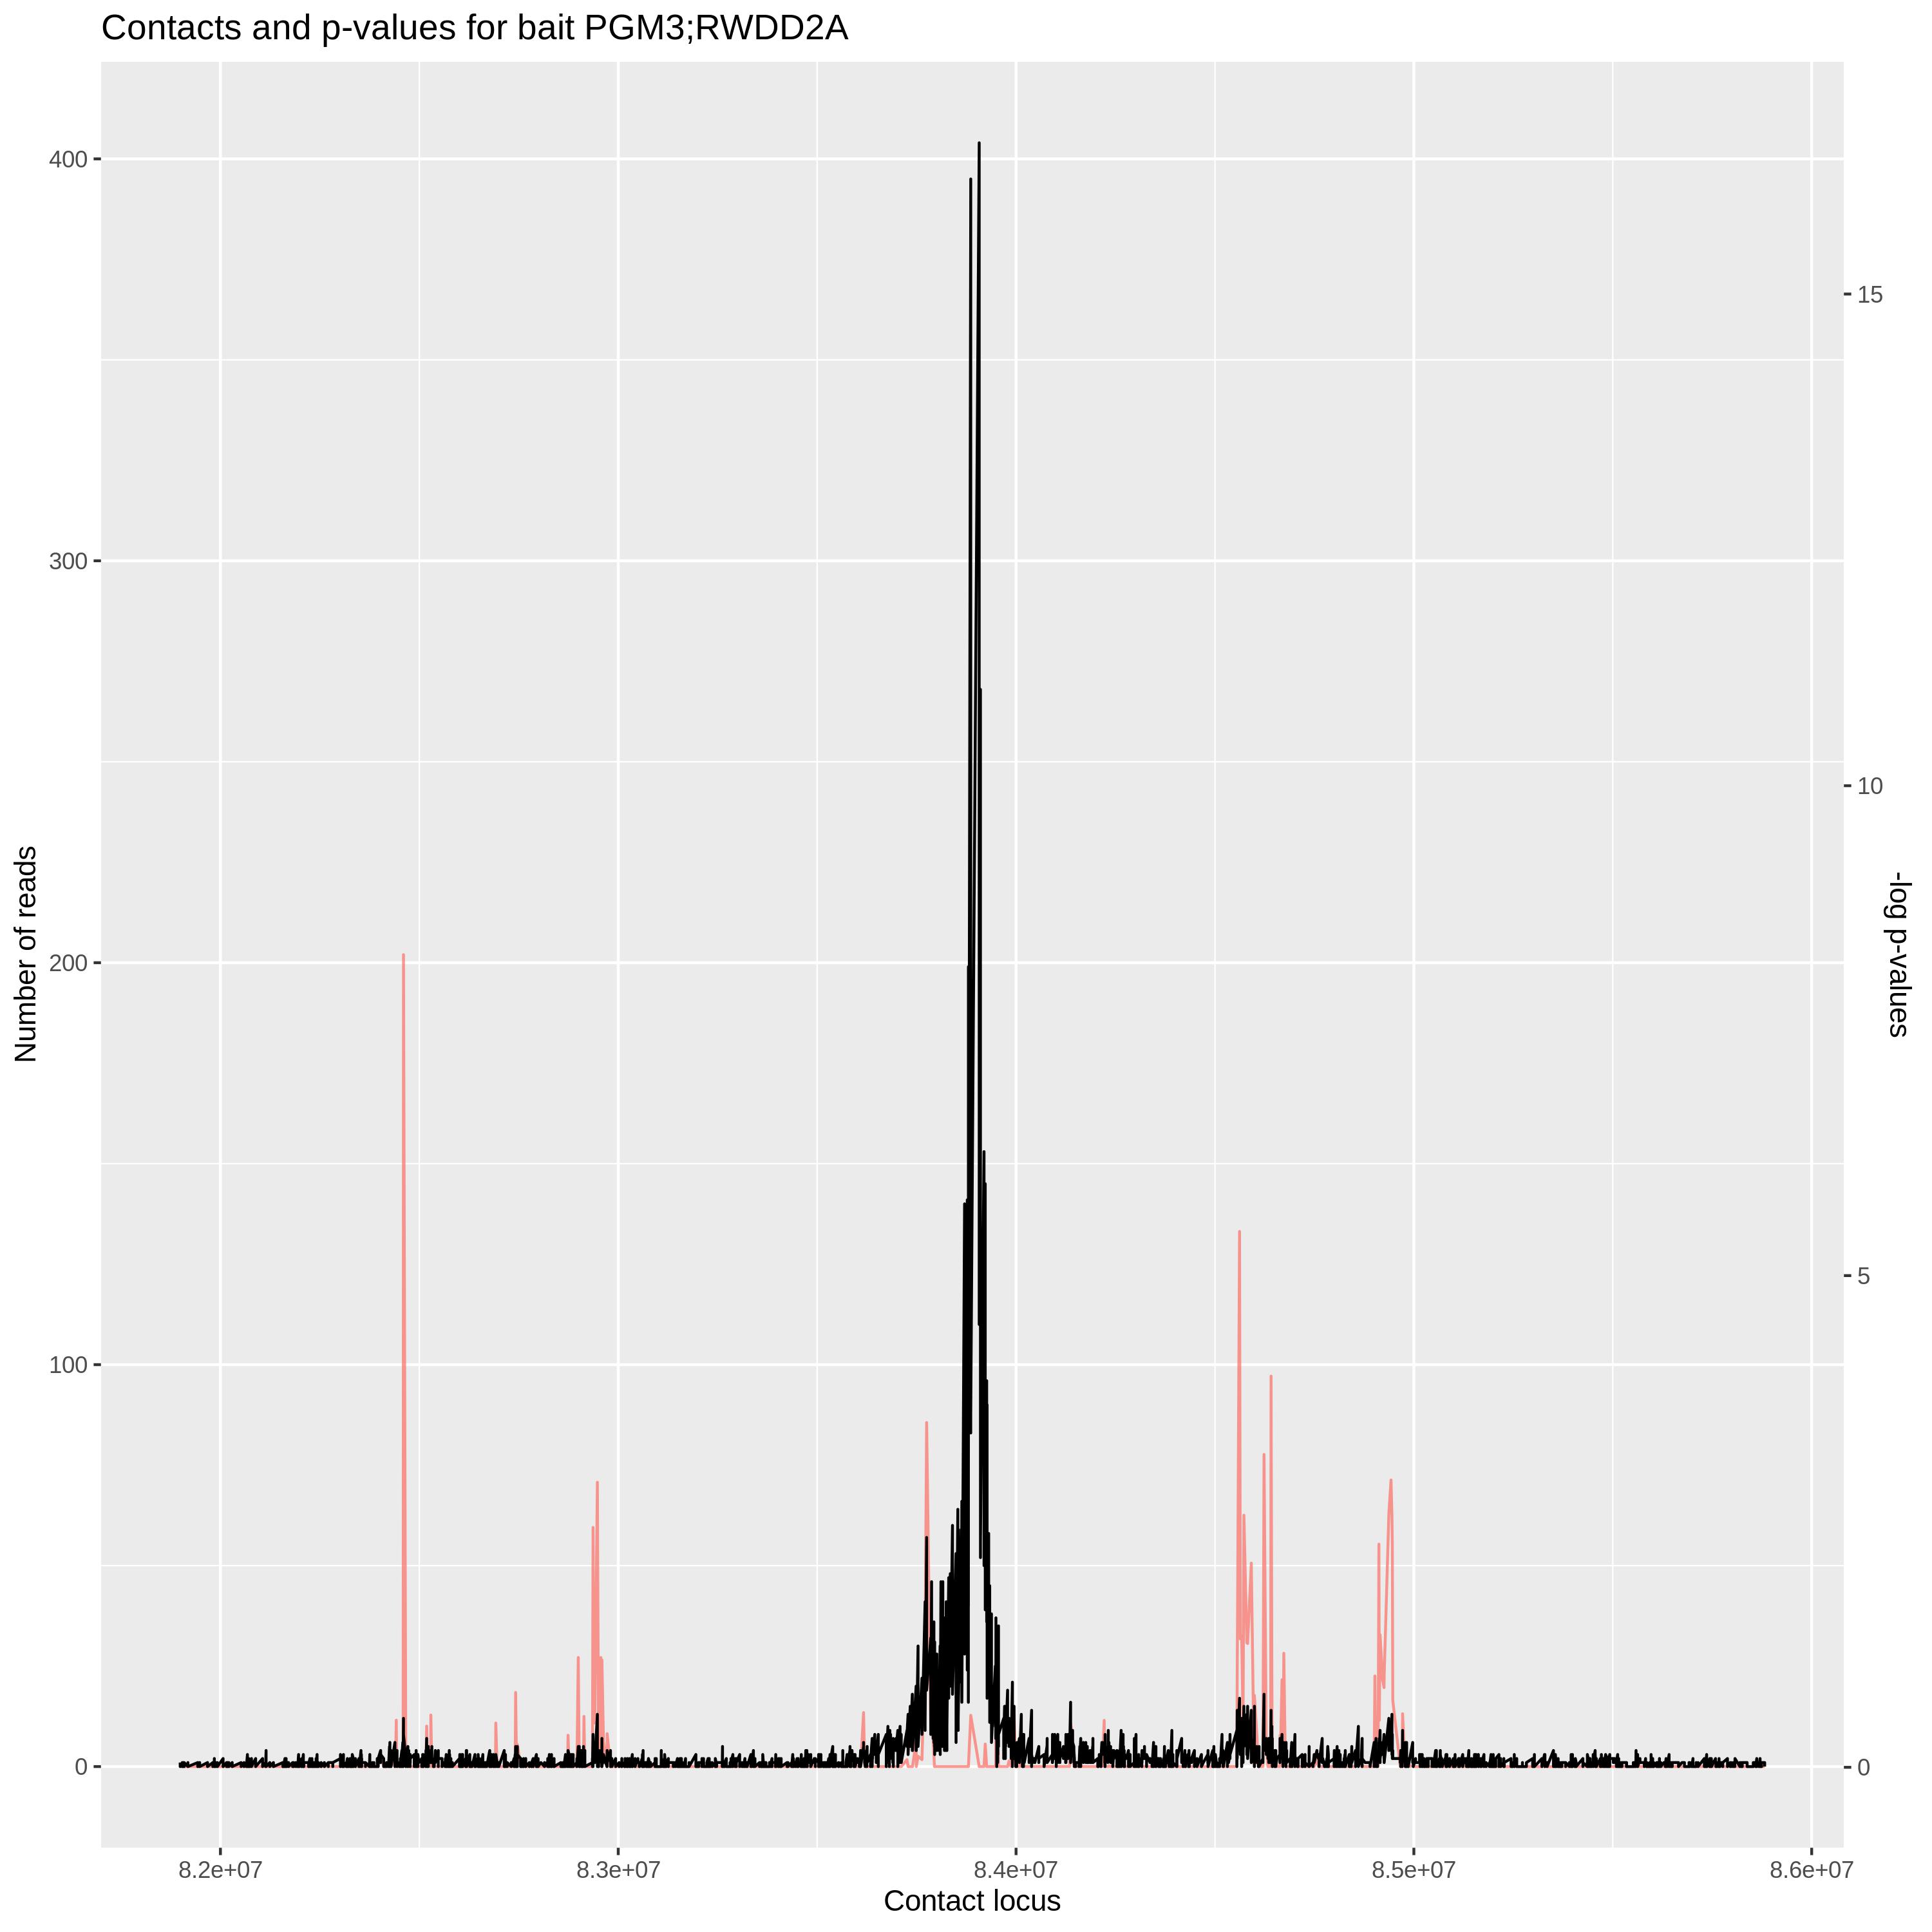 Contacts and p-values for bait PGM3;RWDD2A
400
300
200
100
0
Number of reads
15
10
5
0
-log p-values
8.2e+07 8.3e+07 8.4e+07 8.5e+07 8.6e+07
Contact locus